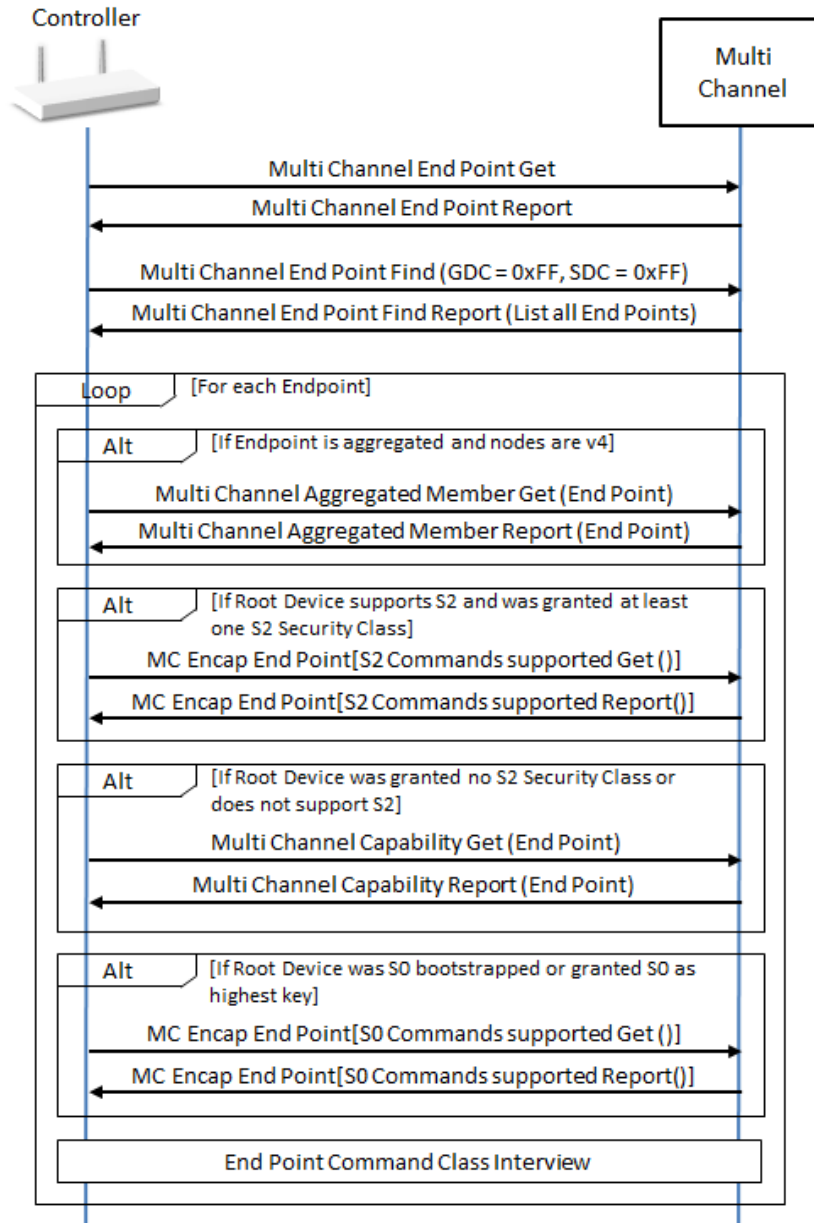 Controller
Multi
Channel
Multi Channel End Point Get
Multi Channel End Point Report
Multi Channel End Point Find (GDC = 0xFF, SDC = 0xFF)
Multi Channel End Point Find Report (List all End Points)
Loop [For each Endpoint]
Alt [If Endpoint is aggregated and nodes are v4]
Multi Channel Aggregated Member Get (End Point)
Multi Channel Aggregated Member Report (End Point)
Alt [If Root Device supports S2 and was granted at least
one S2 Security Class]
MC Encap End Point[S2 Commands supported Get ()]
MC Encap End Point[S2 Commands supported Report()]
Alt [If Root Device was granted no S2 Security Class or
does not support S2]
Multi Channel Capability Get (End Point)
Multi Channel Capability Report (End Point)
Alt [If Root Device was S0 bootstrapped or granted S0 as
highest key]
MC Encap End Point[S0 Commands supported Get ()]
MC Encap End Point[S0 Commands supported Report()]
End Point Command Class Interview